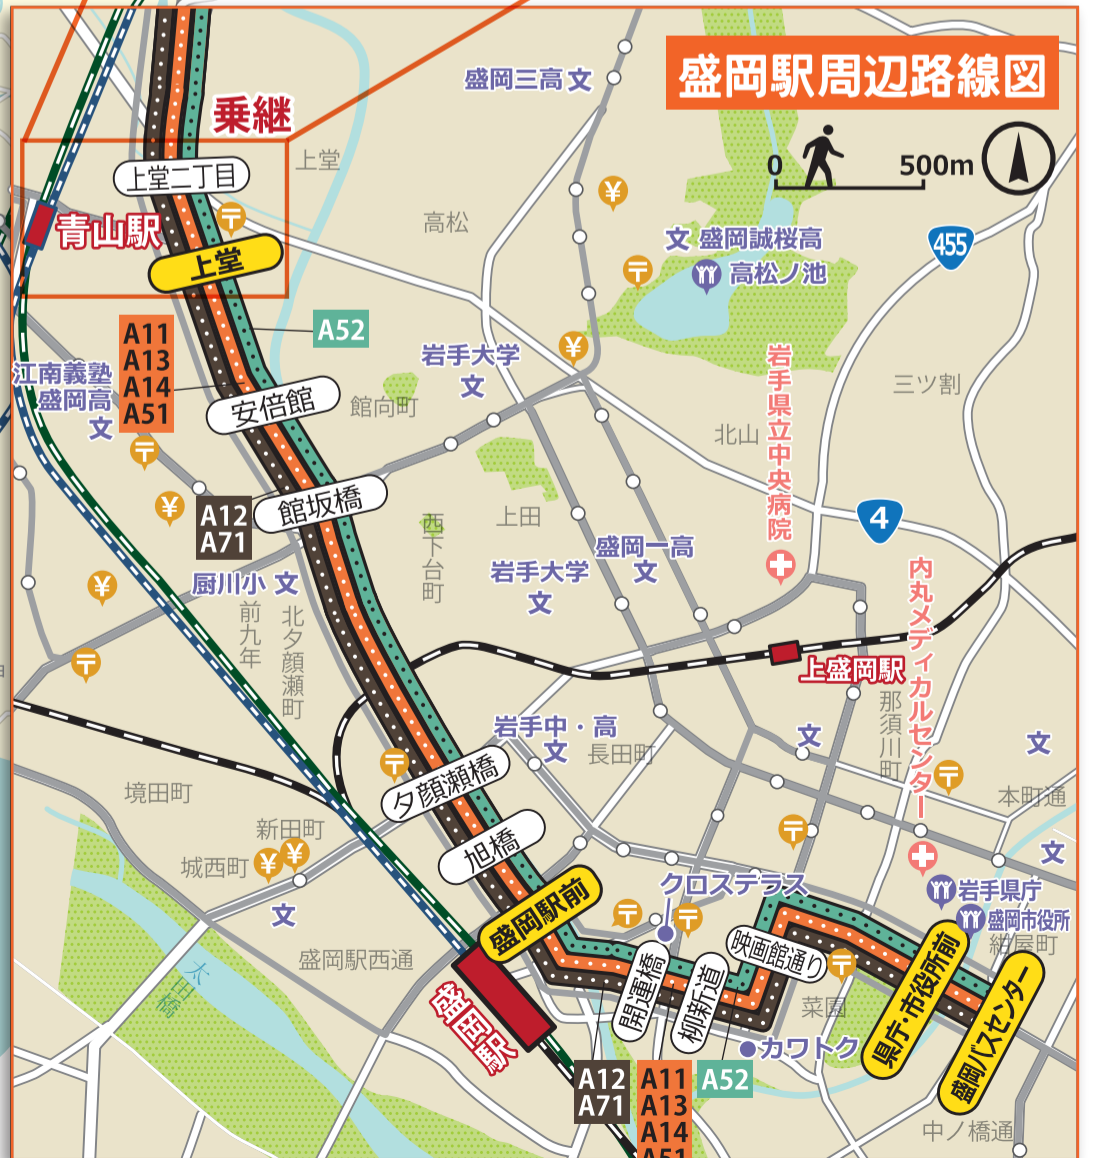 盛岡駅周辺路線図
盛岡三高 文
乗継
上堂
0
500m
上堂二丁目
青山駅
〒
上堂
高松
¥
文 盛岡誠桜高
455
〒
高松ノ池
A52
A11
A13
A14
A51
岩手大学
文
¥
岩手県立中央病院
三ツ割
江南義塾
盛岡高
文
安倍館
館向町
北山
〒
¥
A12
A71
館坂橋
西下台町
上田
4
盛岡一高
文
岩手大学
文
厨川小 文
¥
前九年
北夕顔瀬町
内丸メディカルセンター
〒
上盛岡駅
那須川町
岩手中・高
文
長田町
文
文
〒
夕顔瀬橋
〒
本町通
境田町
新田町
旭橋
〒
城西町
¥
¥
文
文
盛岡駅前
クロステラス
岩手県庁
盛岡市役所
紺屋町
〒
〒
映画館通り
〒
盛岡駅西通
太田橋
開運橋
柳新道
県庁・市役所前
盛岡バスセンター
盛岡駅
菜園
カワトク
A12
A71
A11
A13
A14
A51
A52
中ノ橋通